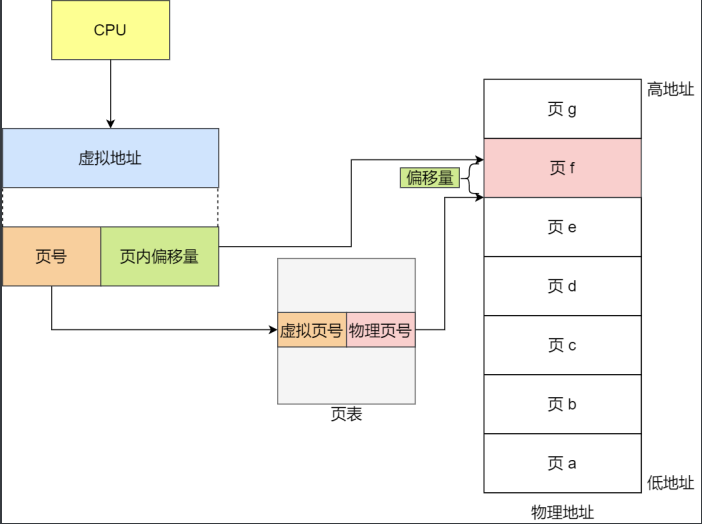 CPU
高地址
页 g
虚拟地址
页 f
偏移量
页号
页内偏移量
页 e
页 d
虚拟页号
物理页号
页 c
页表
页 b
页 a
低地址
物理地址